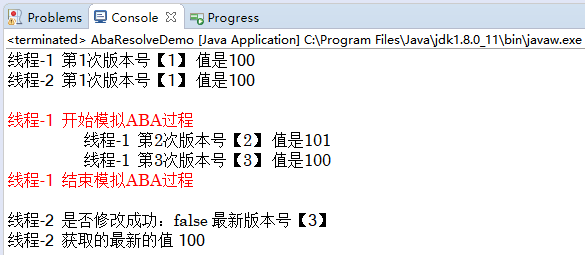 Problems Console Progress
<terminated> AbaResolveDemo [Java Application] C:\Program Files\Java\jdk1.8.0_11\bin\javaw.exe
线程-1 第1次版本号【1】 值是100
线程-2 第1次版本号【1】 值是100
线程-1 开始模拟ABA过程
线程-1 第2次版本号【2】 值是101
线程-1 第3次版本号【3】 值是100
线程-1 结束模拟ABA过程
线程-2 是否修改成功：false 最新版本号【3】
线程-2 获取的最新的值 100